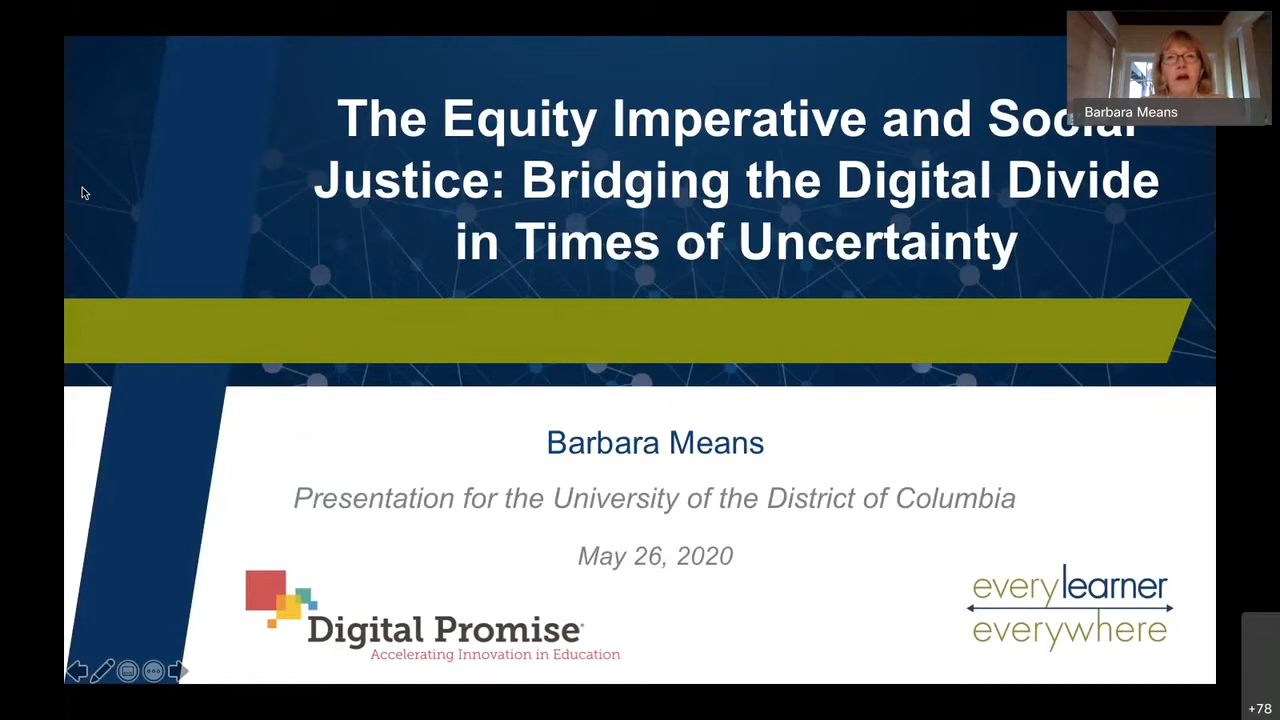 The Equity Imperative and Social
Justice: Bridging the Digital Divide
in Times of Uncertainty
Barbara Means
Barbara Means
Presentation for the University of the District of Columbia
May 26, 2020
Digital Promise
Accelerating Innovation in Education
everylearner
everywhere
+78